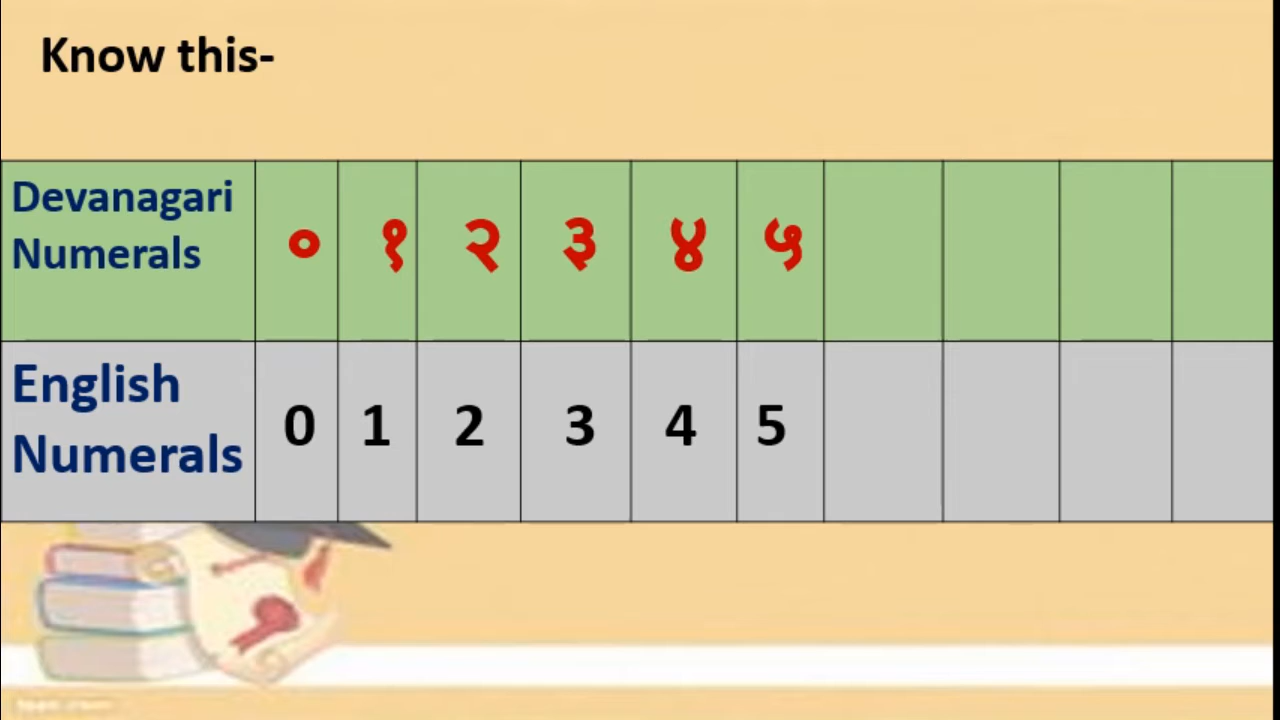 Know this-
Devanagari
Numerals
० १ २ ३ ४ ५
English
Numerals
0 1 2 3 4 5